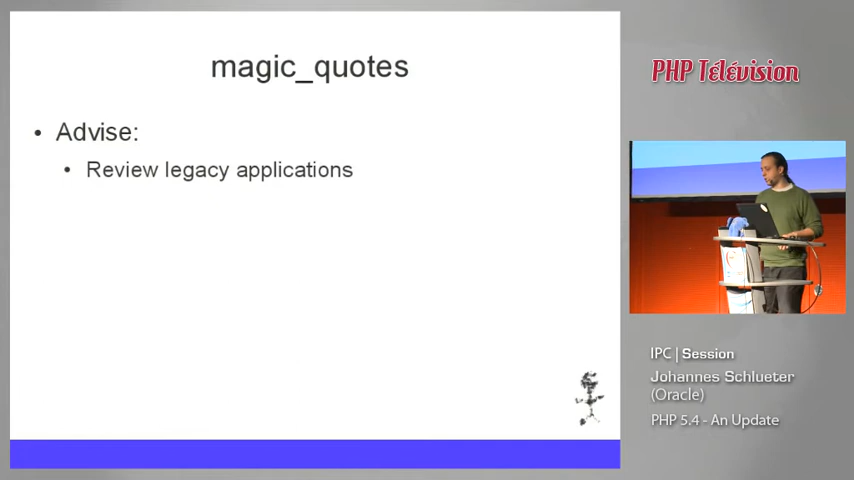 magic_quotes
• Advise:
• Review legacy applications
PHP Télévision
IPC | Session
Johannes Schlueter
(Oracle)
PHP 5.4 - An Update